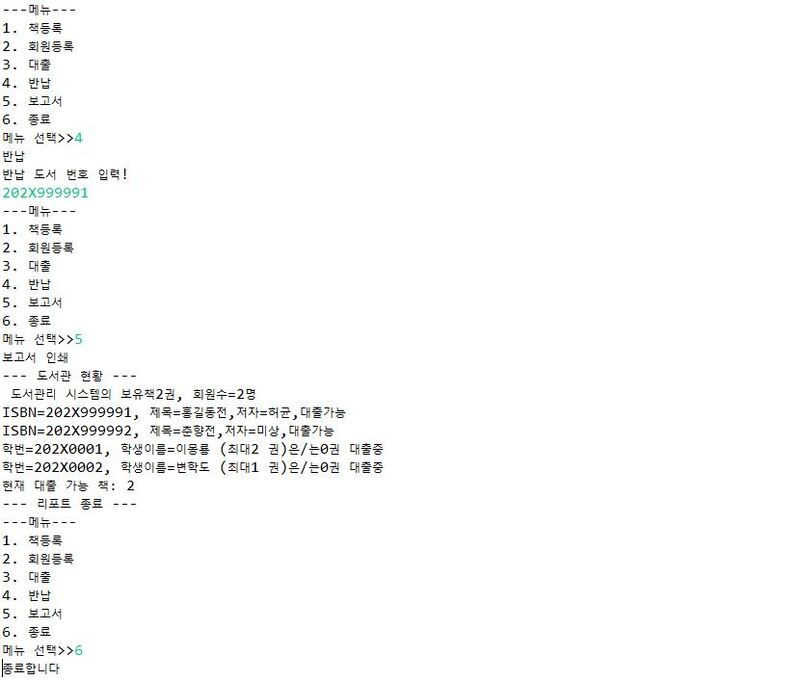 ---메뉴---
1. 책등록
2. 회원등록
3. 대출
4. 반납
5. 보고서
6. 종료
메뉴 선택>>4
반납
반납 도서 번호 입력!
202X999991
---메뉴---
1. 책등록
2. 회원등록
3. 대출
4. 반납
5. 보고서
6. 종료
메뉴 선택>>5
보고서 인쇄
--- 도서관 현황 ---
도서관리 시스템의 보유책2권, 회원수=2명
ISBN=202X999991, 제목=홍길동전,저자=허균,대출가능
ISBN=202X999992, 제목=춘향전,저자=미상,대출가능
학번=202X0001, 학생이름=이몽룡 (최대2 권)은/는0권 대출중
학번=202X0002, 학생이름=변학도 (최대1 권)은/는0권 대출중
현재 대출 가능 책: 2
--- 리포트 종료 ---
---메뉴---
1. 책등록
2. 회원등록
3. 대출
4. 반납
5. 보고서
6. 종료
메뉴 선택>>6
종료합니다